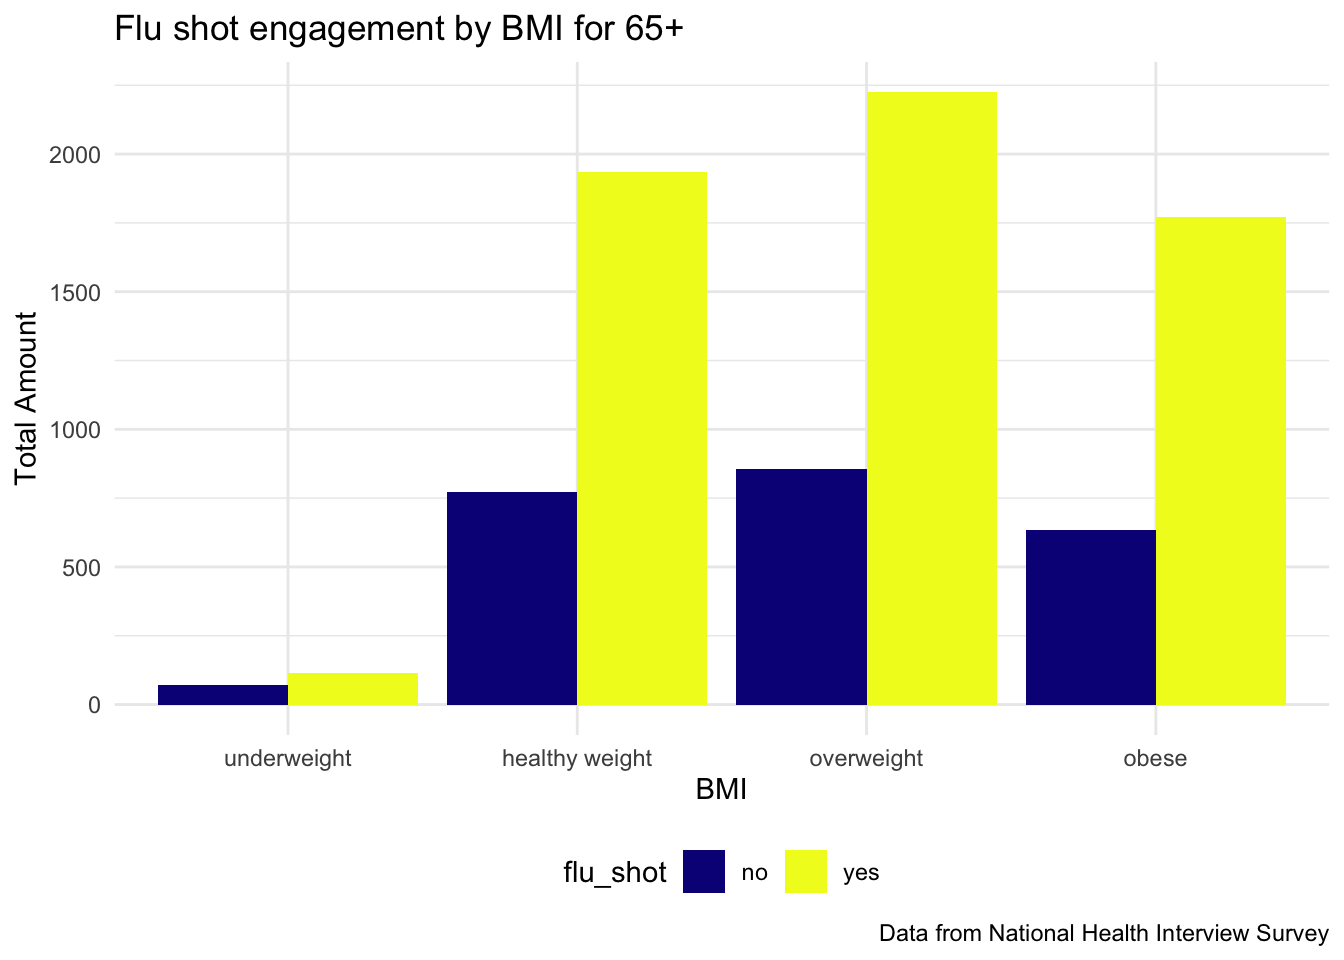 Flu shot engagement by BMI for 65+
Total Amount
2000
1500
1000
500
0
underweight healthy weight overweight obese
BMI
flu_shot no yes
Data from National Health Interview Survey